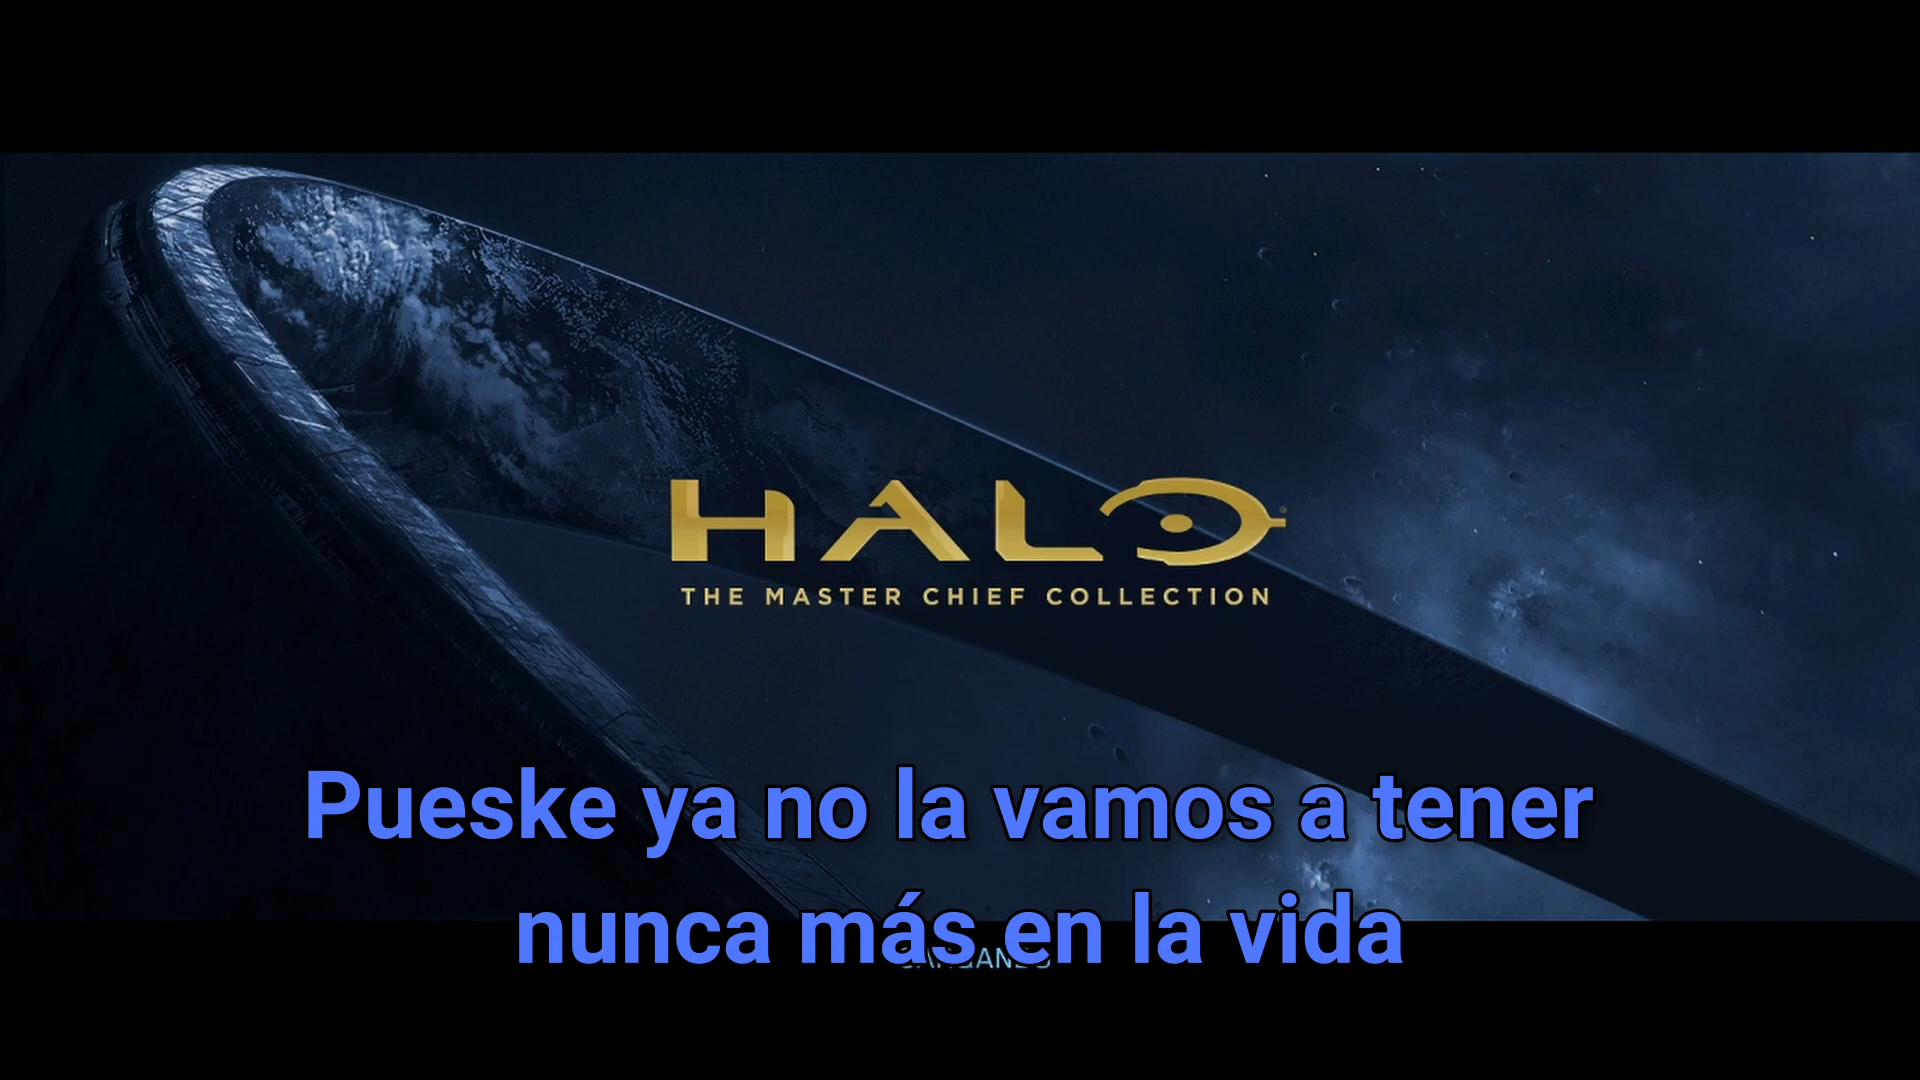 HALO
THE MASTER CHIEF COLLECTION
Pueske ya no la vamos a tener
nunca más en la vida